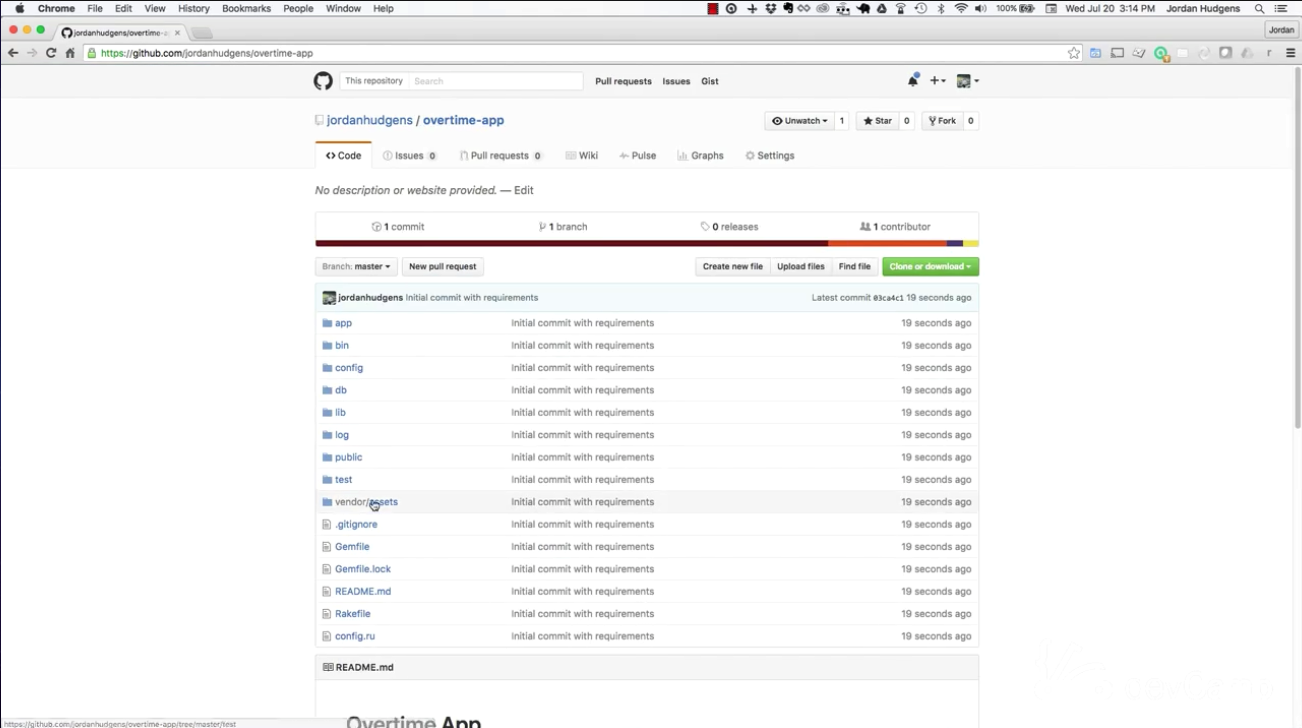 Chrome File Edit View History Bookmarks People Window Help 100% Wed Jul 20 3:14 PM Jordan Hudgens
jordanhudgens/overtime-a Jordan
https://github.com/jordanhudgens/overtime-app
This repository Search Pull requests Issues Gist
jordanhudgens / overtime-app Unwatch 1 Star 0 Fork 0
Code Issues 0 Pull requests 0 Wiki Pulse Graphs Settings
No description or website provided. — Edit
1 commit 1 branch 0 releases 1 contributor
Branch: master New pull request Create new file Upload files Find file Clone or download
jordanhudgens Initial commit with requirements Latest commit 03ca4c1 19 seconds ago
app Initial commit with requirements 19 seconds ago
bin Initial commit with requirements 19 seconds ago
config Initial commit with requirements 19 seconds ago
db Initial commit with requirements 19 seconds ago
lib Initial commit with requirements 19 seconds ago
log Initial commit with requirements 19 seconds ago
public Initial commit with requirements 19 seconds ago
test Initial commit with requirements 19 seconds ago
vendor/assets Initial commit with requirements 19 seconds ago
.gitignore Initial commit with requirements 19 seconds ago
Gemfile Initial commit with requirements 19 seconds ago
Gemfile.lock Initial commit with requirements 19 seconds ago
README.md Initial commit with requirements 19 seconds ago
Rakefile Initial commit with requirements 19 seconds ago
config.ru Initial commit with requirements 19 seconds ago
README.md
Overtime App
https://github.com/jordanhudgens/overtime-app/tree/master/test